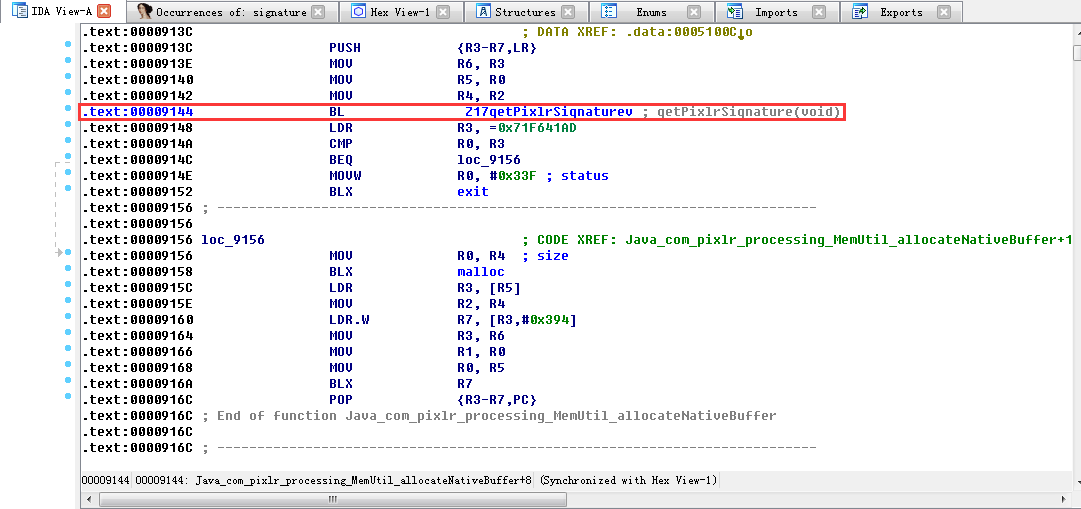 IDA View-A Occurrences of: signature Hex View-1 Structures Enums Imports Exports
.text:0000913C ; DATA XREF: .data:0005100C↓o
.text:0000913C PUSH {R3-R7,LR}
.text:0000913E MOV R6, R3
.text:00009140 MOV R5, R0
.text:00009142 MOV R4, R2
.text:00009144 BL _Z17getPixlrSignaturev ; getPixlrSignature(void)
.text:00009148 LDR R3, =0x71F641AD
.text:0000914A CMP R0, R3
.text:0000914C BEQ loc_9156
.text:0000914E MOVW R0, #0x33F ; status
.text:00009152 BLX exit
.text:00009156 ; ---------------------------------------------------------------------------
.text:00009156
.text:00009156 loc_9156 ; CODE XREF: Java_com_pixlr_processing_MemUtil_allocateNativeBuffer+1
.text:00009156 MOV R0, R4 ; size
.text:00009158 BLX malloc
.text:0000915C LDR R3, [R5]
.text:0000915E MOV R2, R4
.text:00009160 LDR.W R7, [R3,#0x394]
.text:00009164 MOV R3, R6
.text:00009166 MOV R1, R0
.text:00009168 MOV R0, R5
.text:0000916A BLX R7
.text:0000916C POP {R3-R7,PC}
.text:0000916C ; End of function Java_com_pixlr_processing_MemUtil_allocateNativeBuffer
.text:0000916C
.text:0000916C ; ---------------------------------------------------------------------------
00009144 00009144: Java_com_pixlr_processing_MemUtil_allocateNativeBuffer+8 (Synchronized with Hex View-1)